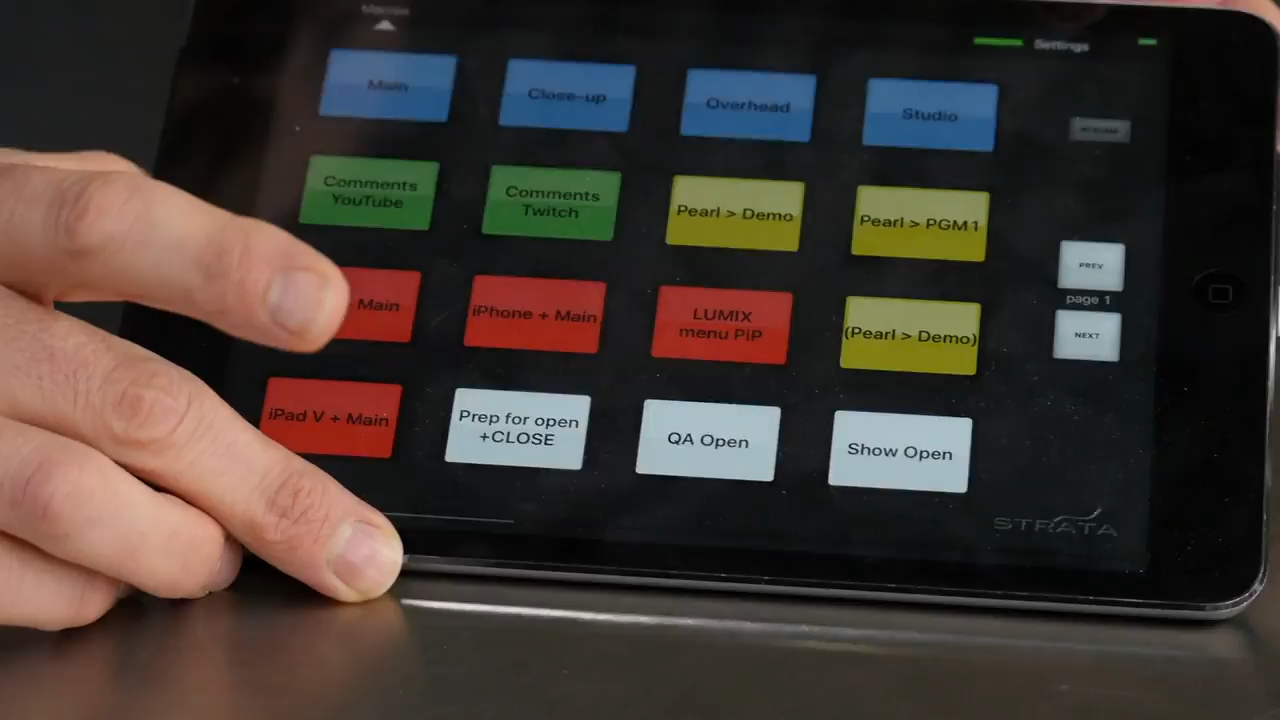 Macros
Settings
Main
Close-up
Overhead
Studio
Comments
YouTube
Comments
Twitch
Pearl > Demo
Pearl > PGM1
PREV
page 1
NEXT
Main
iPhone + Main
LUMIX
menu PiP
(Pearl > Demo)
iPad V + Main
Prep for open
+CLOSE
QA Open
Show Open
STRATA